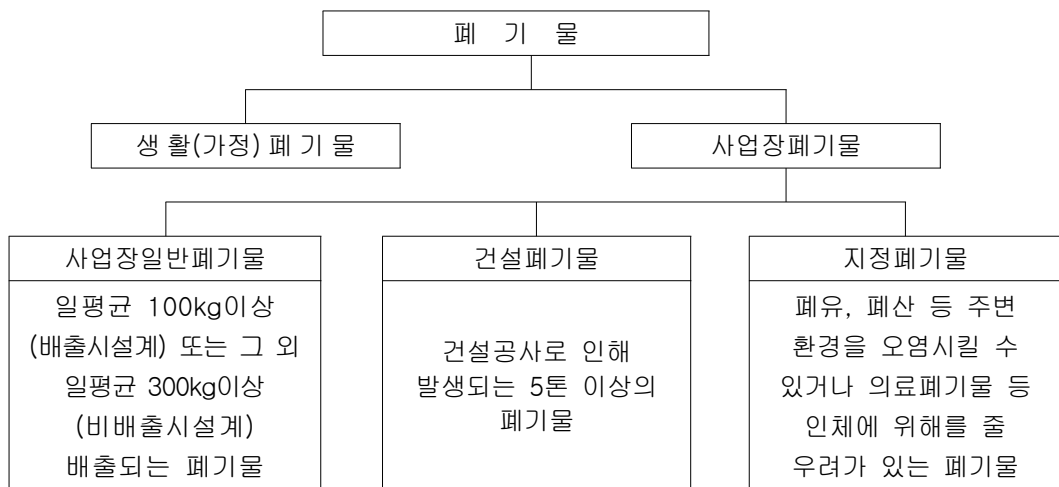 폐 기 물
생 활(가정) 폐 기 물
사업장폐기물
사업장일반폐기물
일평균 100kg이상
(배출시설계) 또는 그 외
일평균 300kg이상
(비배출시설계)
배출되는 폐기물
건설폐기물
건설공사로 인해
발생되는 5톤 이상의
폐기물
지정폐기물
폐유, 폐산 등 주변
환경을 오염시킬 수
있거나 의료폐기물 등
인체에 위해를 줄
우려가 있는 폐기물